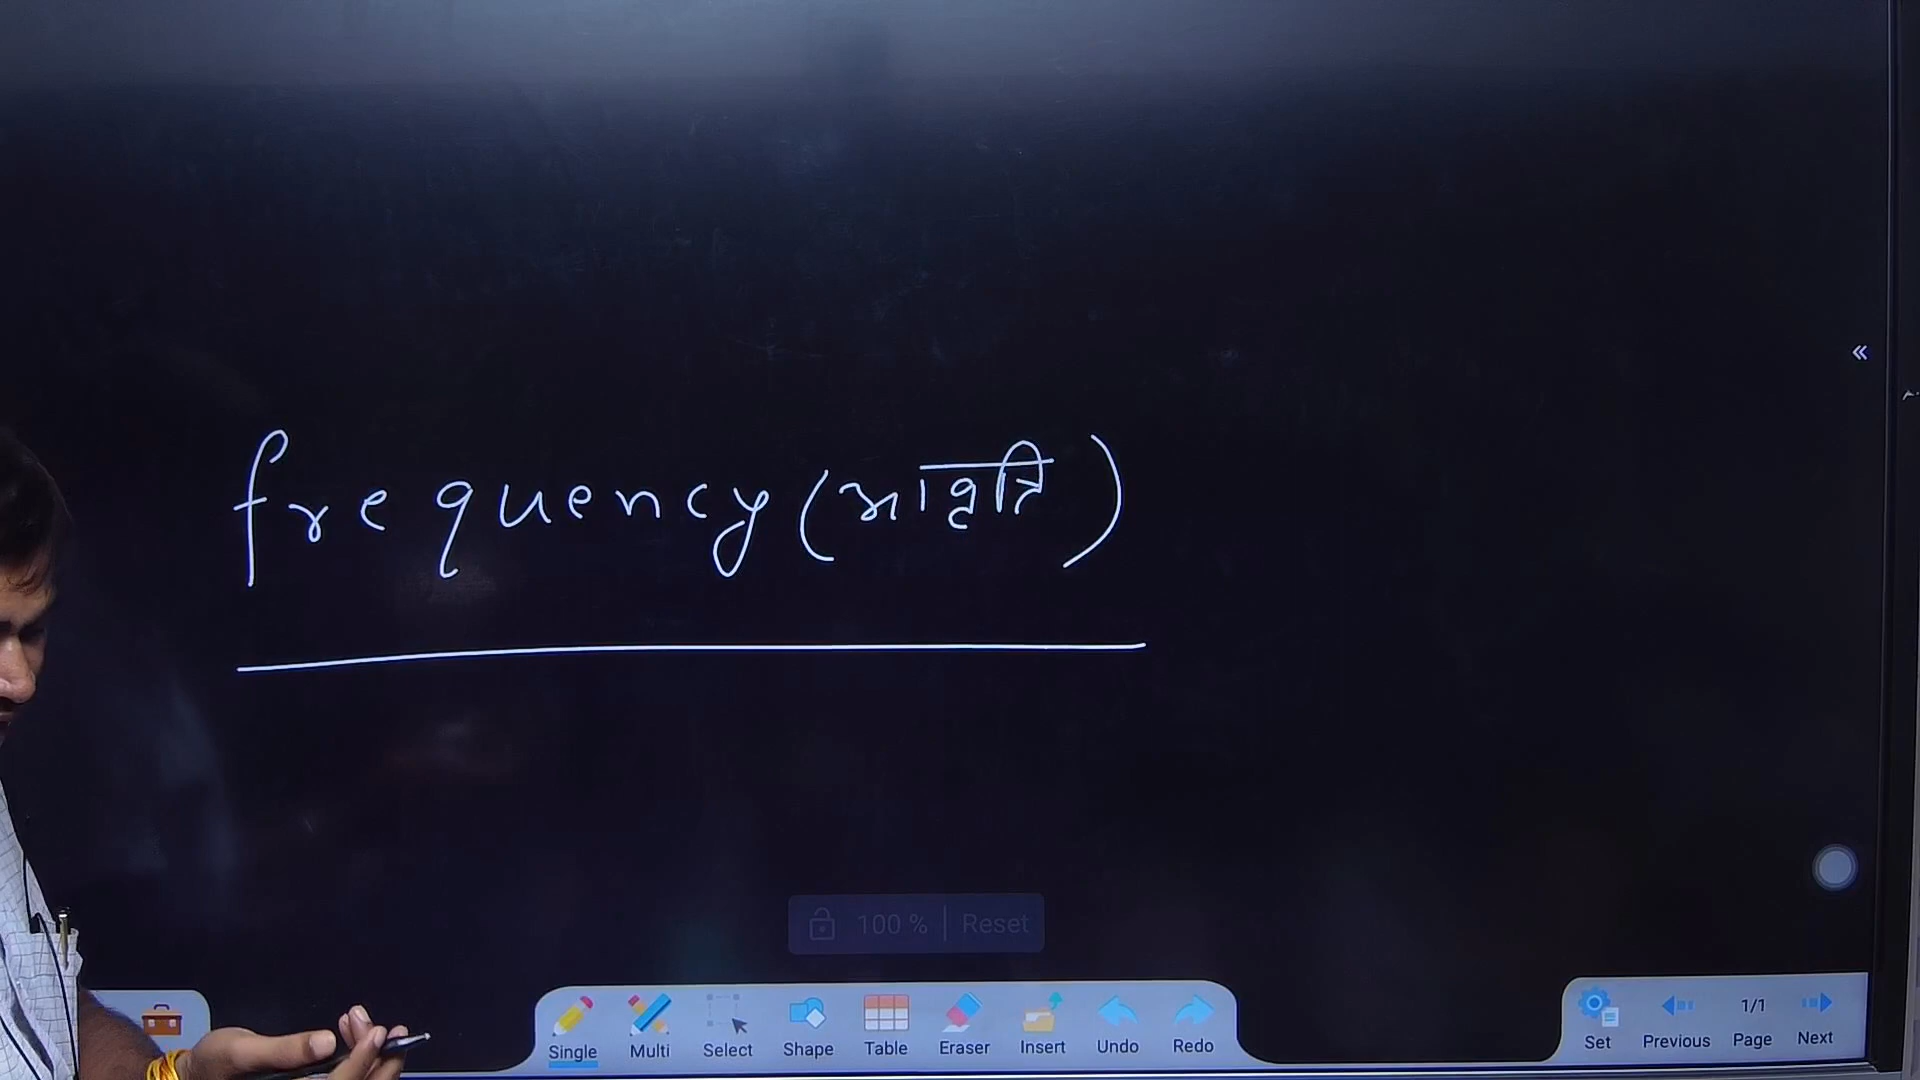 frequency (आवृति)
«
100 % | Reset
Single Multi Select Shape Table Eraser Insert Undo Redo
Set Previous 1/1 Page Next